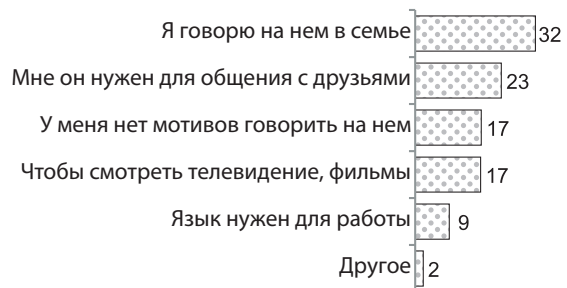 Я говорю на нем в семье 32
Мне он нужен для общения с друзьями 23
У меня нет мотивов говорить на нем 17
Чтобы смотреть телевидение, фильмы 17
Язык нужен для работы 9
Другое 2